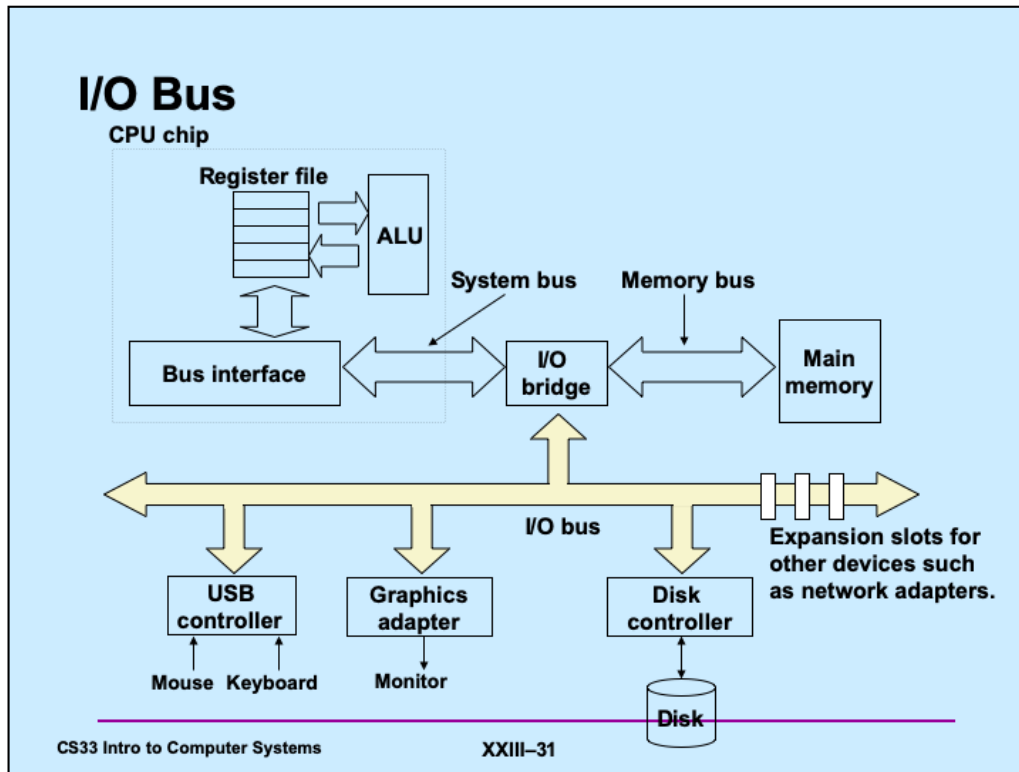 I/O Bus
CPU chip
Register file
ALU
System bus
Memory bus
Bus interface
I/O
bridge
Main
memory
I/O bus
Expansion slots for
other devices such
as network adapters.
USB
controller
Graphics
adapter
Disk
controller
Mouse
Keyboard
Monitor
Disk
CS33 Intro to Computer Systems
XXIII–31